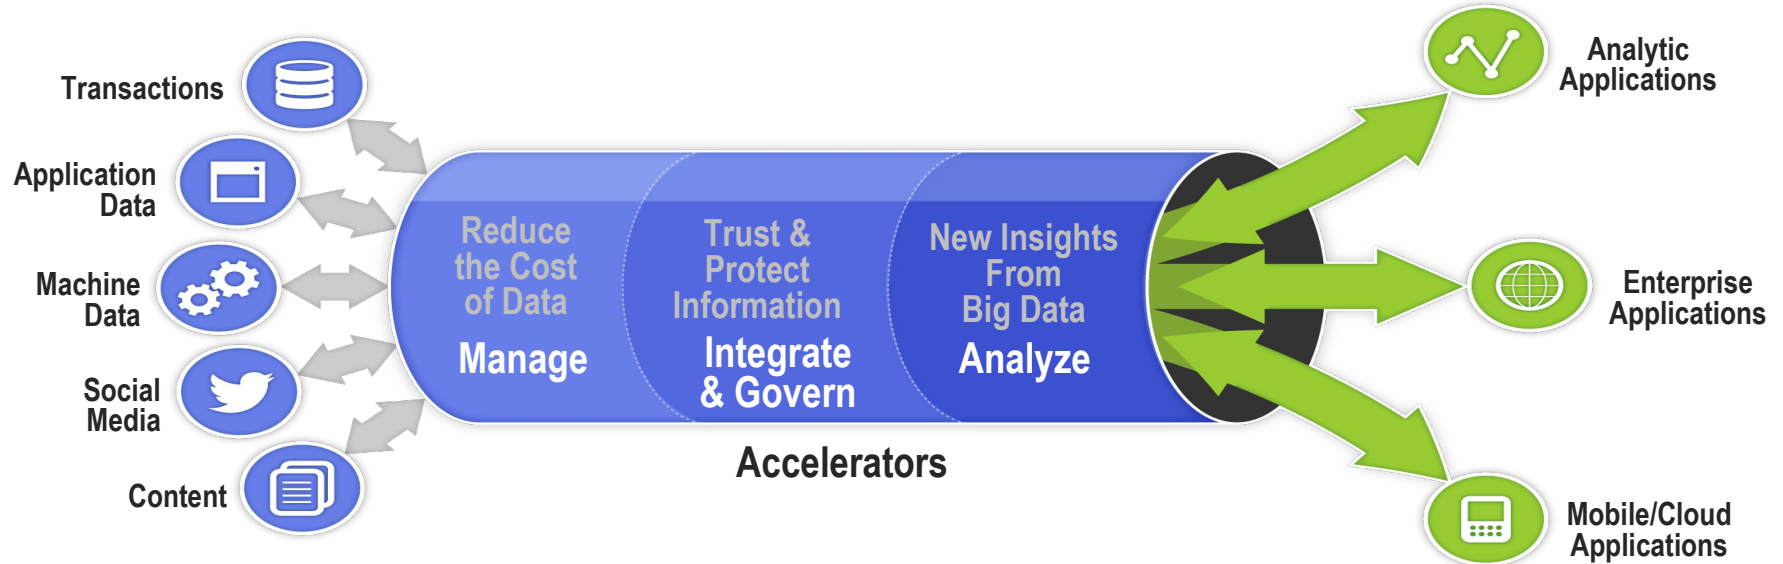 Transactions
Application
Data
Machine
Data
Social
Media
Content
Reduce
the Cost
of Data
Manage
Trust &
Protect
Information
Integrate
& Govern
New Insights
From
Big Data
Analyze
Accelerators
Analytic
Applications
Enterprise
Applications
Mobile/Cloud
Applications